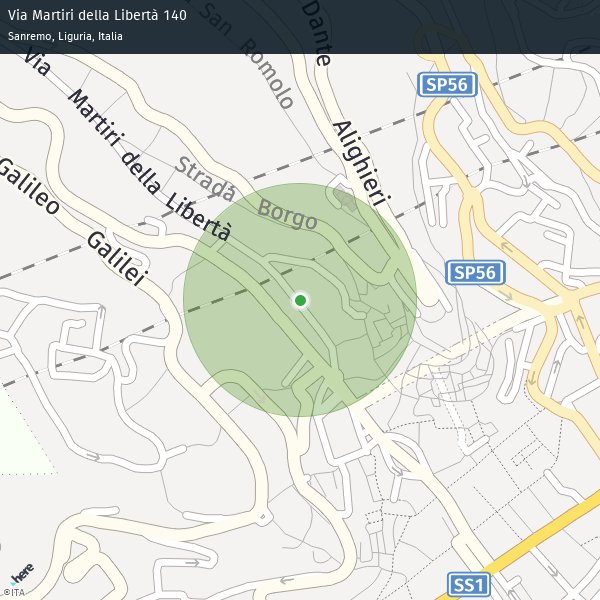 Via Martiri della Libertà 140
Sanremo, Liguria, Italia
Dante
SAN ROMOLO
Via Martiri della Libertà
Alighieri
SP56
Strada Borgo
Galileo
Galilei
SP56
SS1
here
©ITA